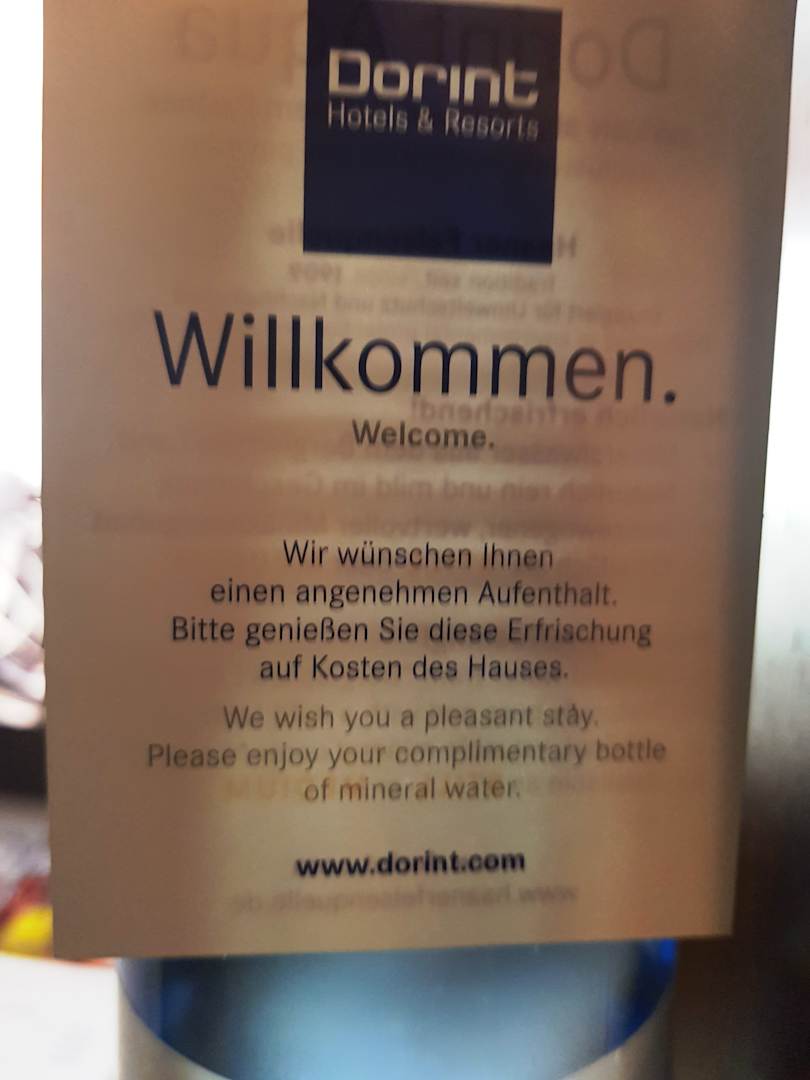 Dorint
Hotels & Resorts
Willkommen.
Welcome.
Wir wünschen Ihnen
einen angenehmen Aufenthalt.
Bitte genießen Sie diese Erfrischung
auf Kosten des Hauses.
We wish you a pleasant stay.
Please enjoy your complimentary bottle
of mineral water.
www.dorint.com